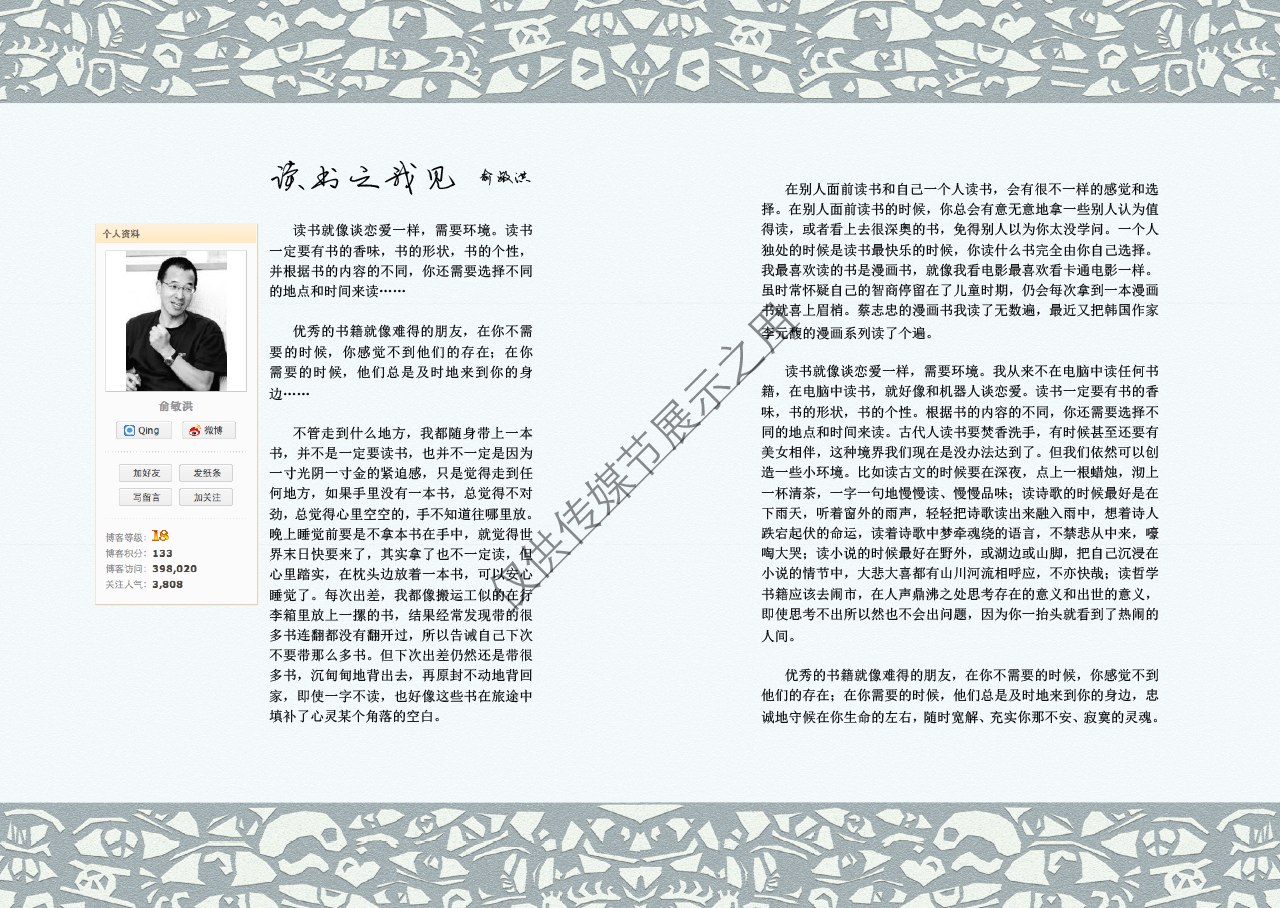 读书之我见 俞敏洪
个人资料
俞敏洪
Qing 微博
加好友 发纸条
写留言 加关注
博客等级：18
博客积分：133
博客访问：398,020
关注人气：3,808
读书就像谈恋爱一样，需要环境。读书
一定要有书的香味，书的形状，书的个性，
并根据书的内容的不同，你还需要选择不同
的地点和时间来读……
优秀的书籍就像难得的朋友，在你不需
要的时候，你感觉不到他们的存在；在你
需要的时候，他们总是及时地来到你的身
边……
不管走到什么地方，我都随身带上一本
书，并不是一定要读书，也并不一定是因为
一寸光阴一寸金的紧迫感，只是觉得走到任
何地方，如果手里没有一本书，总觉得不对
劲，总觉得心里空空的，手不知道往哪里放。
晚上睡觉前要是不拿本书在手中，就觉得世
界末日快要来了，其实拿了也不一定读，但
心里踏实，在枕头边放着一本书，可以安心
睡觉了。每次出差，我都像搬运工似的在行
李箱里放上一摞的书，结果经常发现带的很
多书连翻都没有翻开过，所以告诫自己下次
不要带那么多书。但下次出差仍然还是带很
多书，沉甸甸地背出去，再原封不动地背回
家，即使一字不读，也好像这些书在旅途中
填补了心灵某个角落的空白。
在别人面前读书和自己一个人读书，会有很不一样的感觉和选
择。在别人面前读书的时候，你总会有意无意地拿一些别人认为值
得读，或者看上去很深奥的书，免得别人以为你太没学问。一个人
独处的时候是读书最快乐的时候，你读什么书完全由你自己选择。
我最喜欢读的书是漫画书，就像我看电影最喜欢看卡通电影一样。
虽时常怀疑自己的智商停留在了儿童时期，仍会每次拿到一本漫画
书就喜上眉梢。蔡志忠的漫画书我读了无数遍，最近又把韩国作家
李元馥的漫画系列读了个遍。
读书就像谈恋爱一样，需要环境。我从来不在电脑中读任何书
籍，在电脑中读书，就好像和机器人谈恋爱。读书一定要有书的香
味，书的形状，书的个性。根据书的内容的不同，你还需要选择不
同的地点和时间来读。古代人读书要焚香洗手，有时候甚至还要有
美女相伴，这种境界我们现在是没办法达到了。但我们依然可以创
造一些小环境。比如读古文的时候要在深夜，点上一根蜡烛，沏上
一杯清茶，一字一句地慢慢读、慢慢品味；读诗歌的时候最好是在
下雨天，听着窗外的雨声，轻轻把诗歌读出来融入雨中，想着诗人
跌宕起伏的命运，读着诗歌中梦牵魂绕的语言，不禁悲从中来，嚎
啕大哭；读小说的时候最好在野外，或湖边或山脚，把自己沉浸在
小说的情节中，大悲大喜都有山川河流相呼应，不亦快哉；读哲学
书籍应该去闹市，在人声鼎沸之处思考存在的意义和出世的意义，
即使思考不出所以然也不会出问题，因为你一抬头就看到了热闹的
人间。
优秀的书籍就像难得的朋友，在你不需要的时候，你感觉不到
他们的存在；在你需要的时候，他们总是及时地来到你的身边，忠
诚地守候在你生命的左右，随时宽解、充实你那不安、寂寞的灵魂。
仅供传媒节展示之用